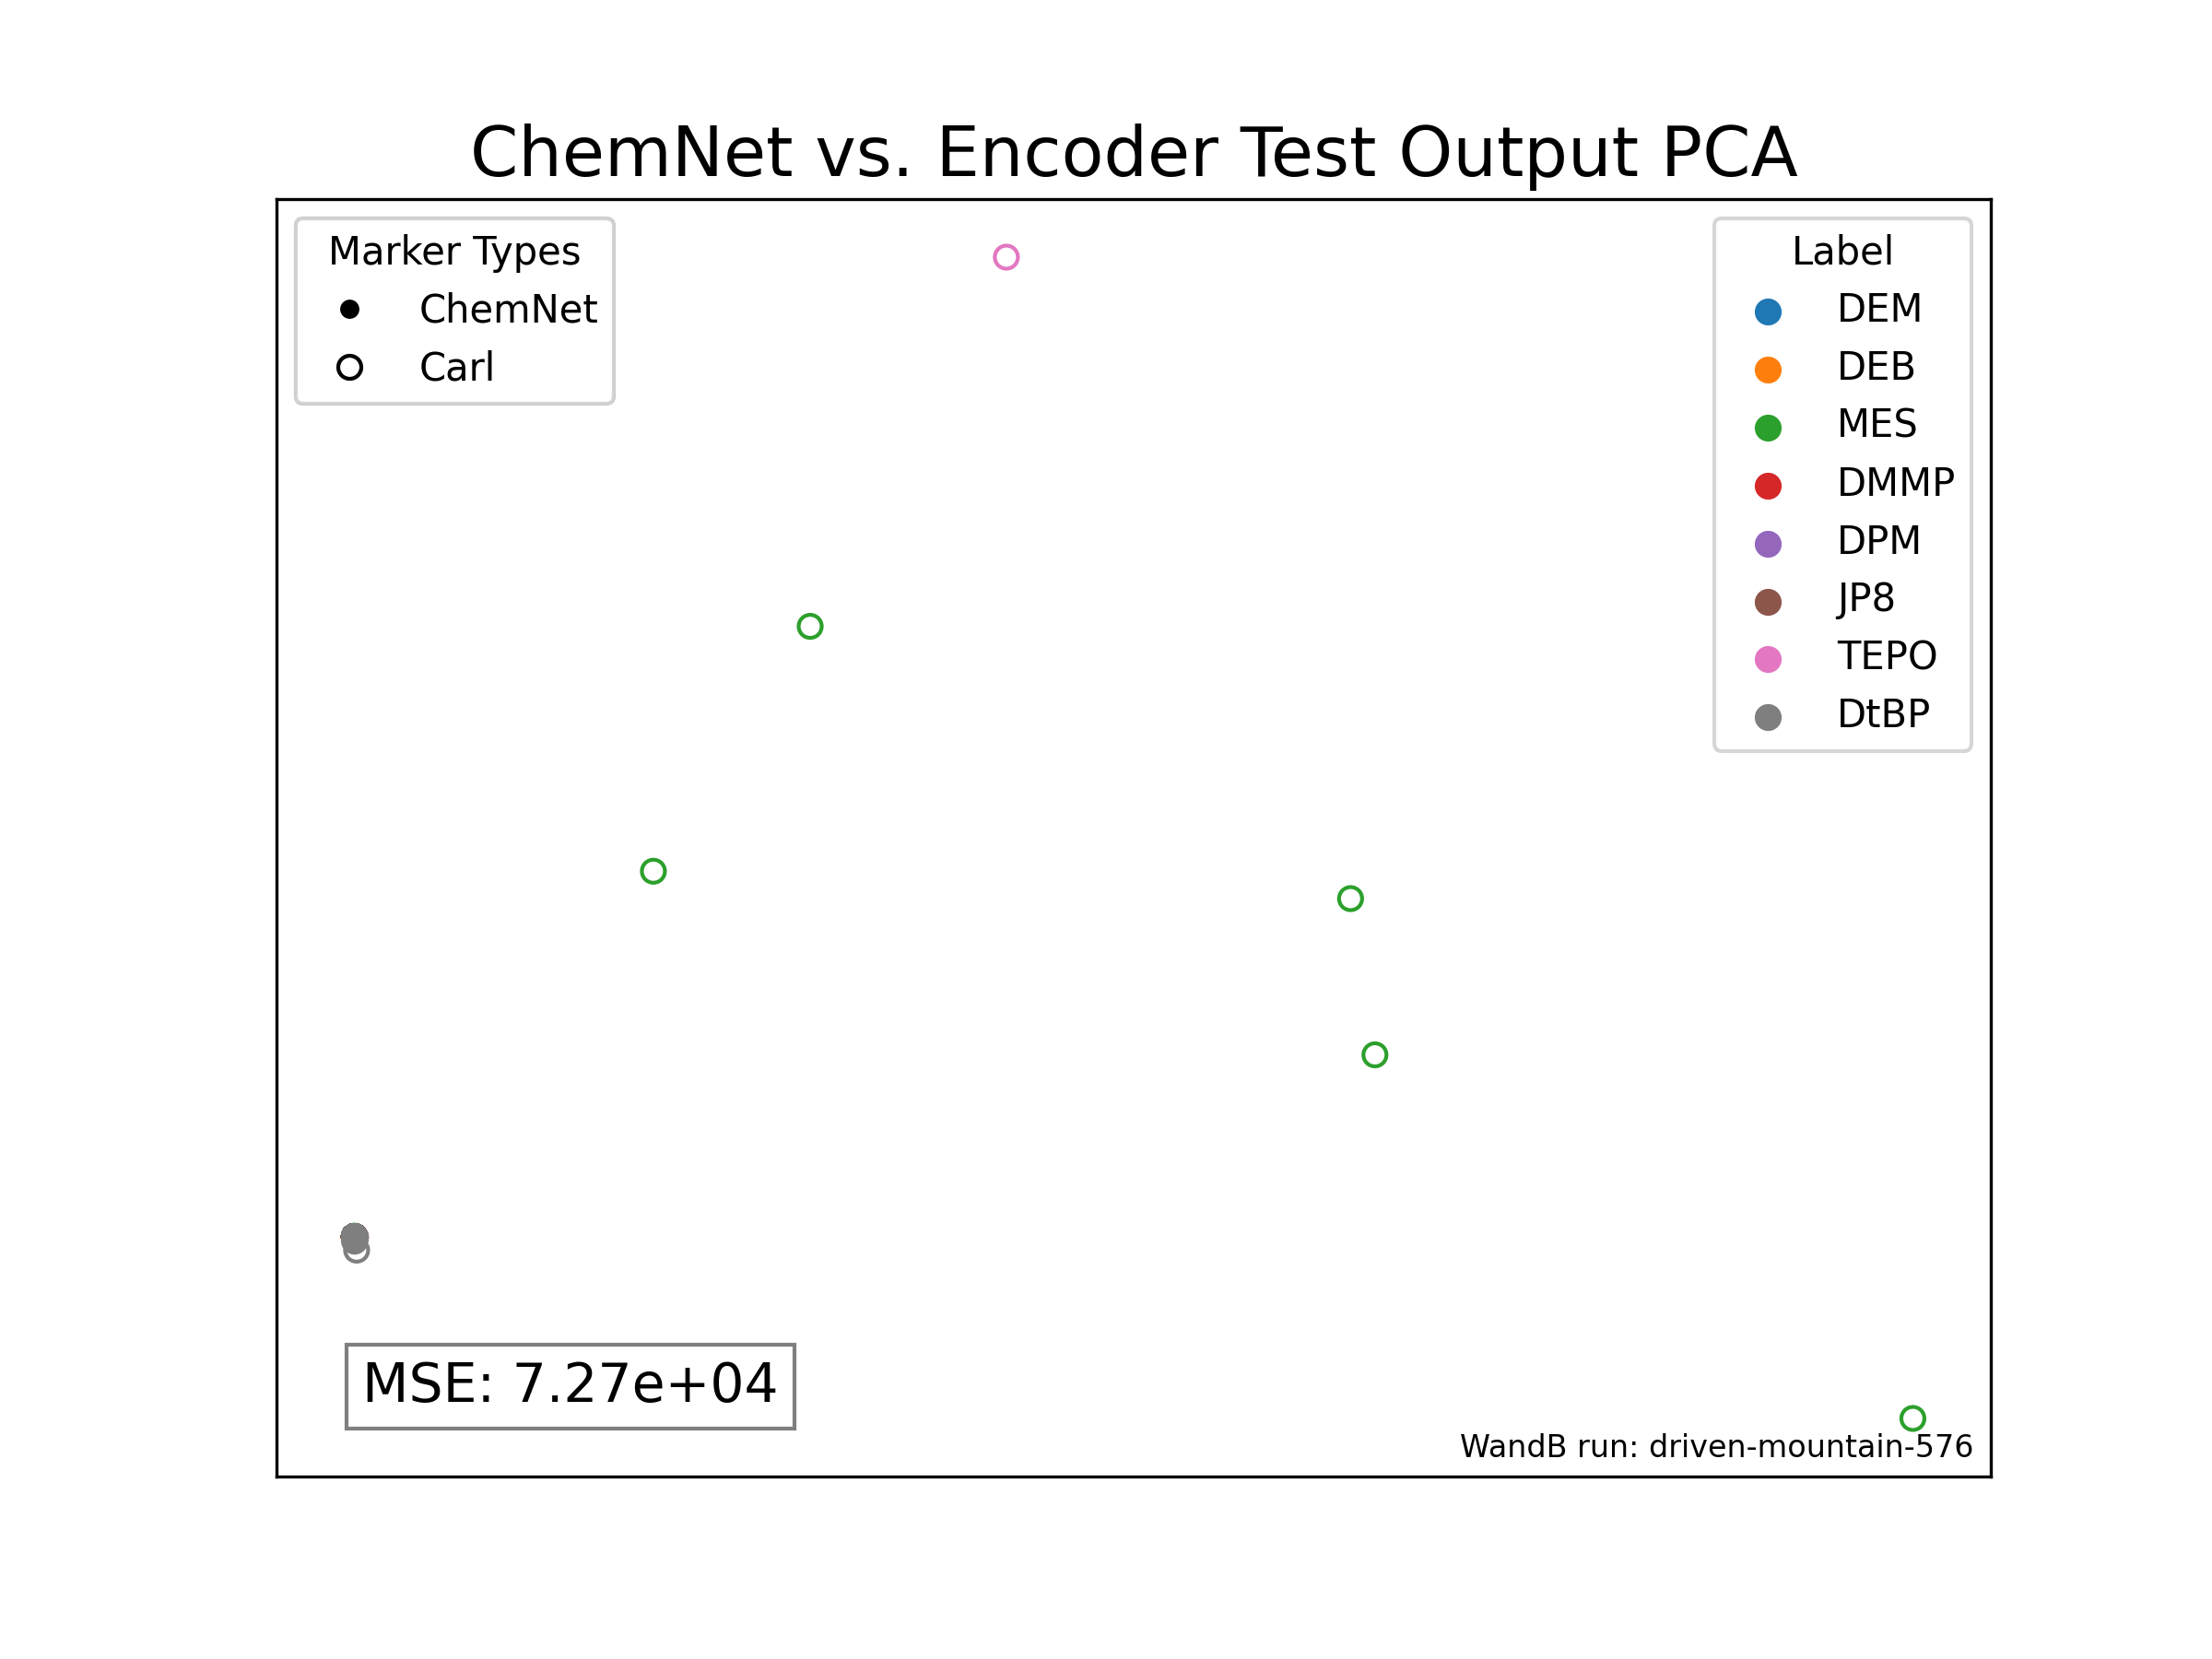 ChemNet vs. Encoder Test Output PCA
Marker Types
ChemNet
Carl
Label
DEM
DEB
MES
DMMP
DPM
JP8
TEPO
DtBP
MSE: 7.27e+04
WandB run: driven-mountain-576